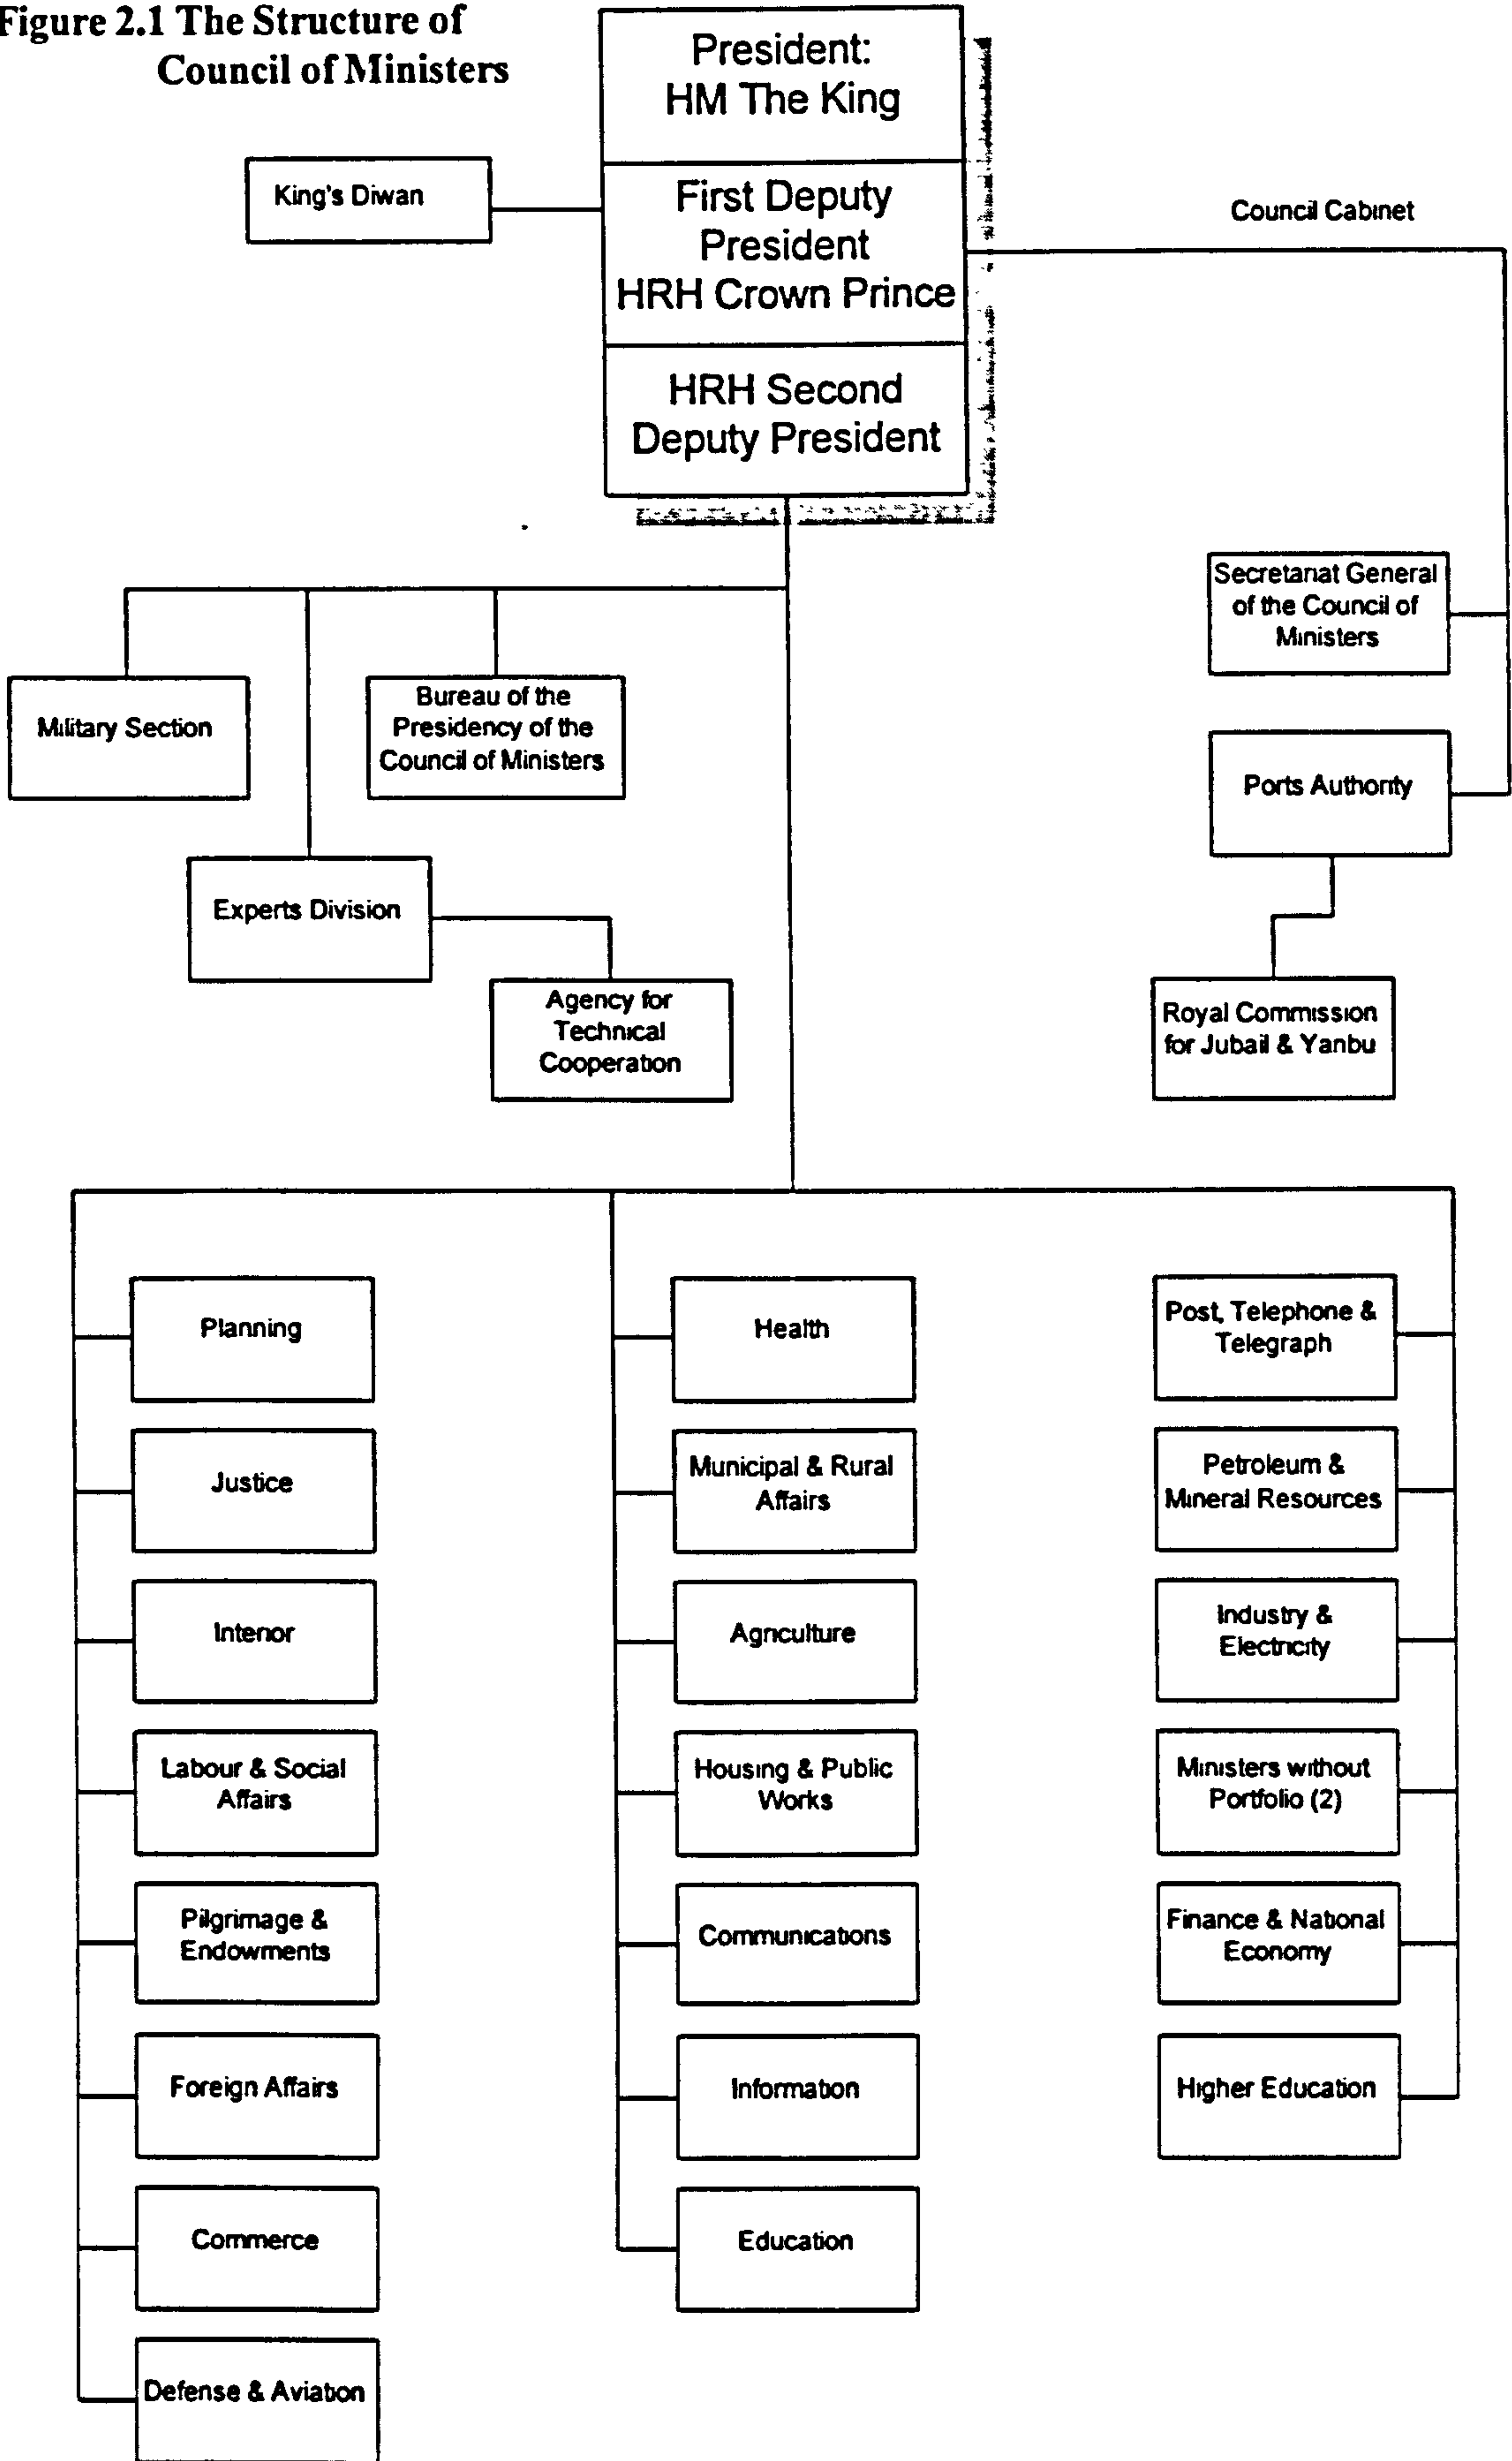 Figure 2.1 The Structure of
Council of Ministers
President:
HM The King
First Deputy
President
HRH Crown Prince
HRH Second
Deputy President
King's Diwan
Council Cabinet
Secretariat General
of the Council of
Ministers
Ports Authority
Royal Commission
for Jubail & Yanbu
Military Section
Bureau of the
Presidency of the
Council of Ministers
Experts Division
Agency for
Technical
Cooperation
Planning
Justice
Interior
Labour & Social
Affairs
Pilgrimage &
Endowments
Foreign Affairs
Commerce
Defense & Aviation
Health
Municipal & Rural
Affairs
Agriculture
Housing & Public
Works
Communications
Information
Education
Post, Telephone &
Telegraph
Petroleum &
Mineral Resources
Industry &
Electricity
Ministers without
Portfolio (2)
Finance & National
Economy
Higher Education